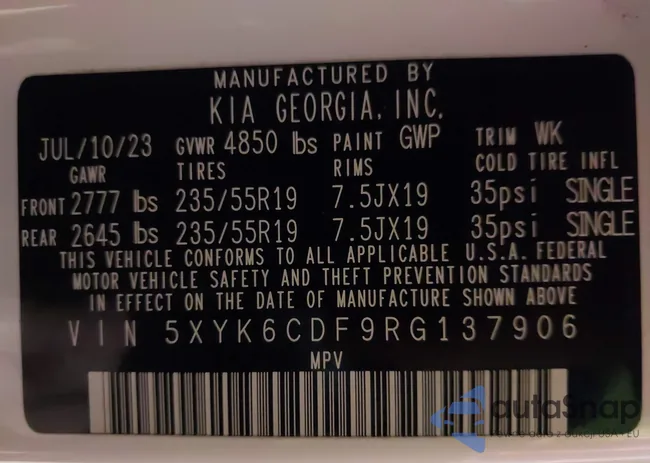 MANUFACTURED BY
KIA GEORGIA, INC.
JUL/10/23 GVWR 4850 lbs PAINT GWP TRIM WK
GAWR TIRES RIMS COLD TIRE INFL
FRONT 2777 lbs 235/55R19 7.5JX19 35psi SINGLE
REAR 2645 lbs 235/55R19 7.5JX19 35psi SINGLE
THIS VEHICLE CONFORMS TO ALL APPLICABLE U.S.A. FEDERAL
MOTOR VEHICLE SAFETY AND THEFT PREVENTION STANDARDS
IN EFFECT ON THE DATE OF MANUFACTURE SHOWN ABOVE
VIN 5XYK6CDF9RG137906
MPV
autaSnap